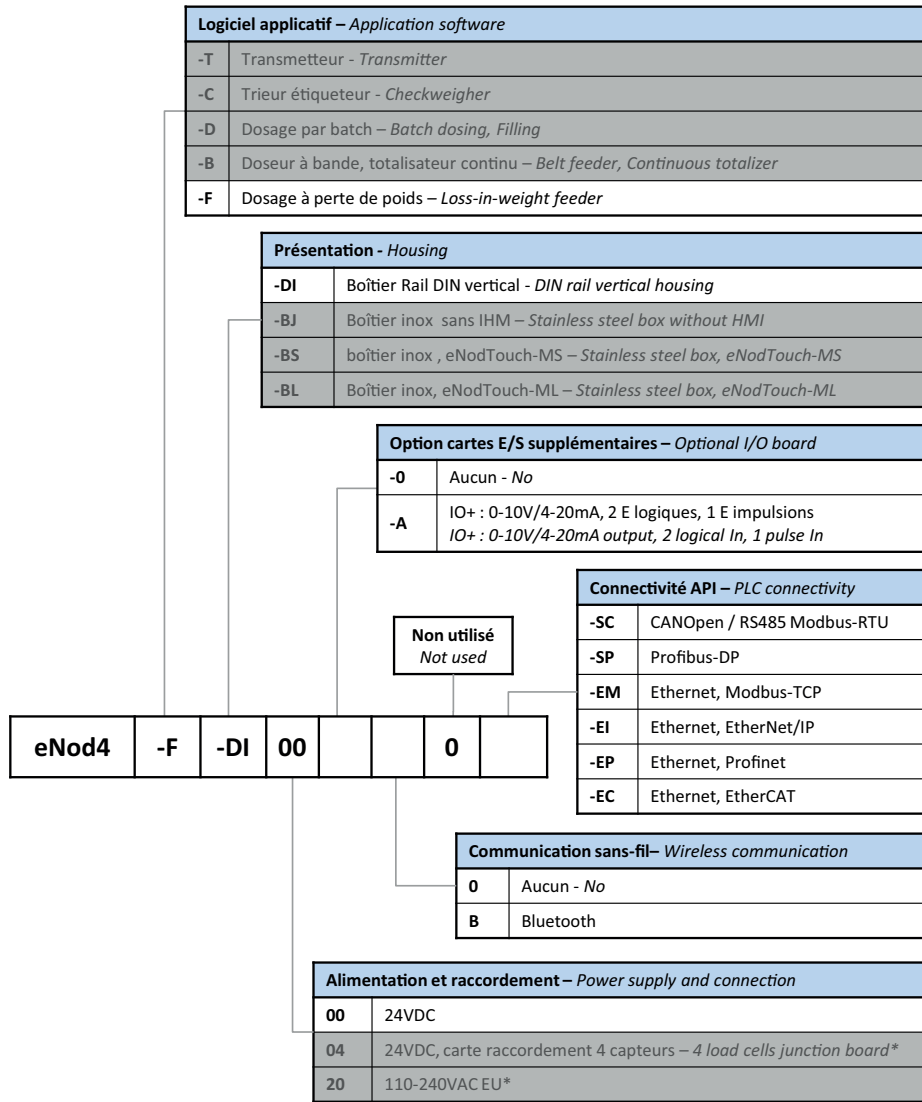 Logiciel applicatif – Application software
-T Transmetteur - Transmitter
-C Trieur étiqueteur - Checkweigher
-D Dosage par batch – Batch dosing, Filling
-B Doseur à bande, totalisateur continu – Belt feeder, Continuous totalizer
-F Dosage à perte de poids – Loss-in-weight feeder
Présentation - Housing
-DI Boîtier Rail DIN vertical - DIN rail vertical housing
-BJ Boîtier inox sans IHM – Stainless steel box without HMI
-BS boîtier inox , eNodTouch-MS – Stainless steel box, eNodTouch-MS
-BL Boîtier inox, eNodTouch-ML – Stainless steel box, eNodTouch-ML
Option cartes E/S supplémentaires – Optional I/O board
-0 Aucun - No
-A IO+ : 0-10V/4-20mA, 2 E logiques, 1 E impulsions
IO+ : 0-10V/4-20mA output, 2 logical In, 1 pulse In
Connectivité API – PLC connectivity
-SC CANOpen / RS485 Modbus-RTU
-SP Profibus-DP
-EM Ethernet, Modbus-TCP
-EI Ethernet, EtherNet/IP
-EP Ethernet, Profinet
-EC Ethernet, EtherCAT
Non utilisé
Not used
eNod4 -F -DI 00 0
Communication sans-fil– Wireless communication
0 Aucun - No
B Bluetooth
Alimentation et raccordement – Power supply and connection
00 24VDC
04 24VDC, carte raccordement 4 capteurs – 4 load cells junction board*
20 110-240VAC EU*